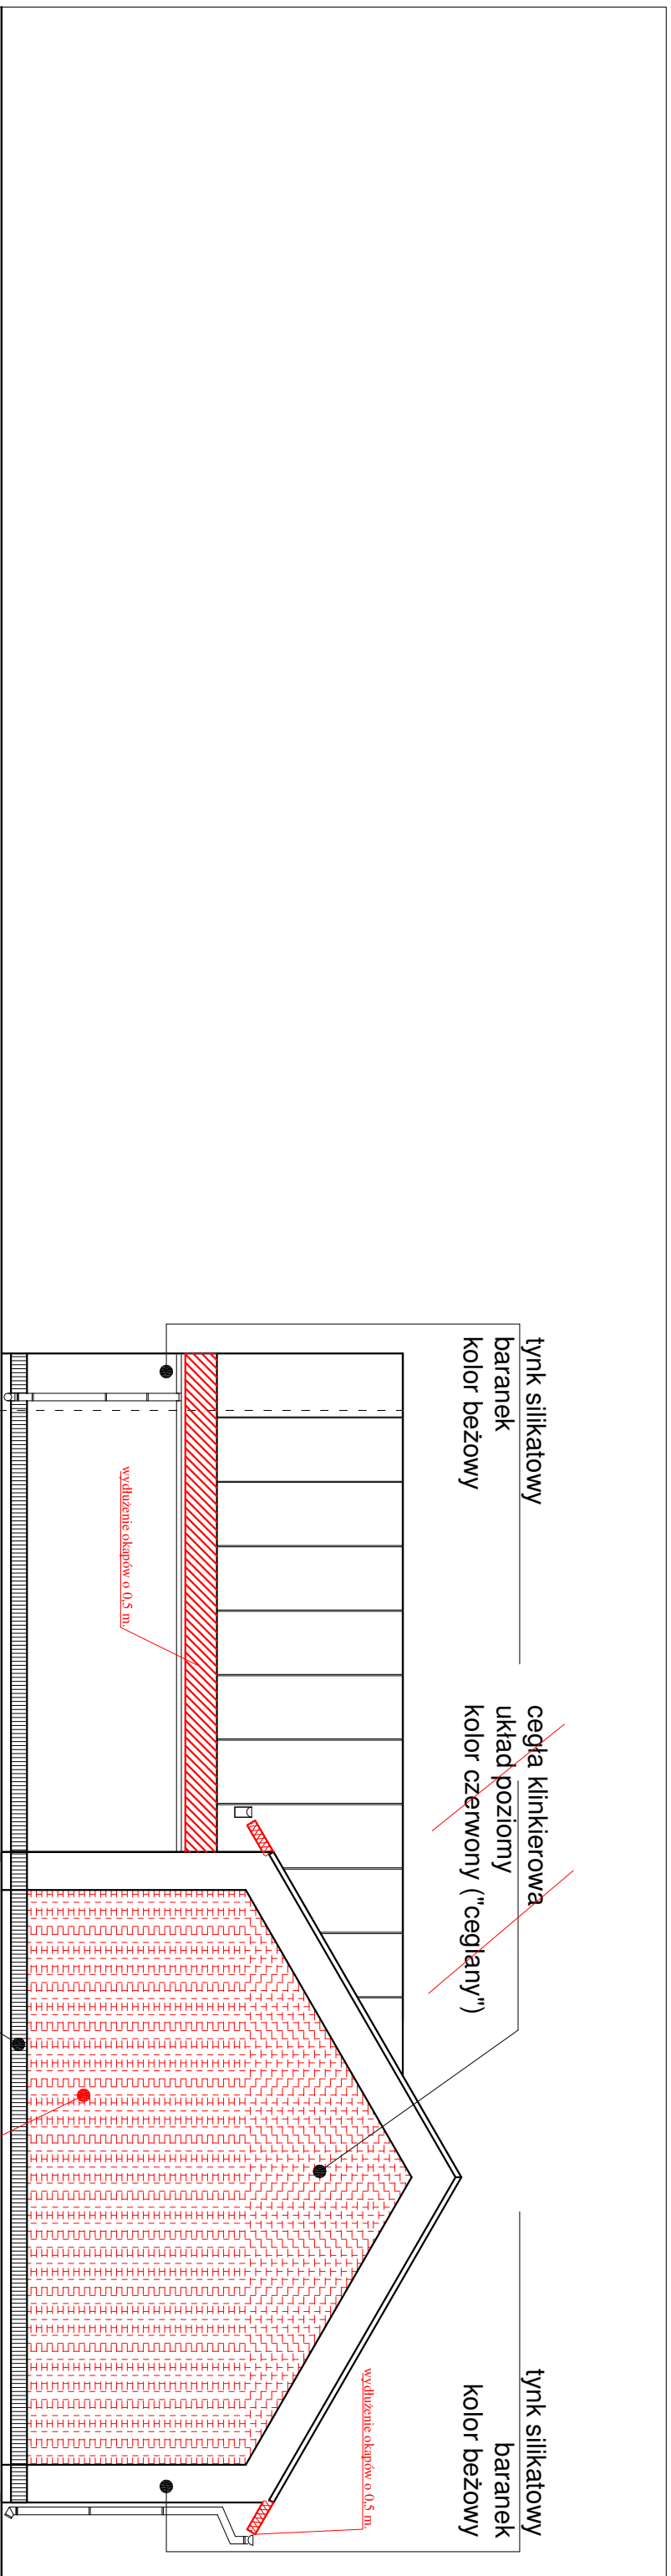 tynk silikatowy
baranek
kolor beżowy
cegła klinkierowa
układ poziomy
kolor czerwony ("ceglany")
tynk silikatowy
baranek
kolor beżowy
wydłużenie okapów o 0,5 m.
wydłużenie okapów o 0,5 m.